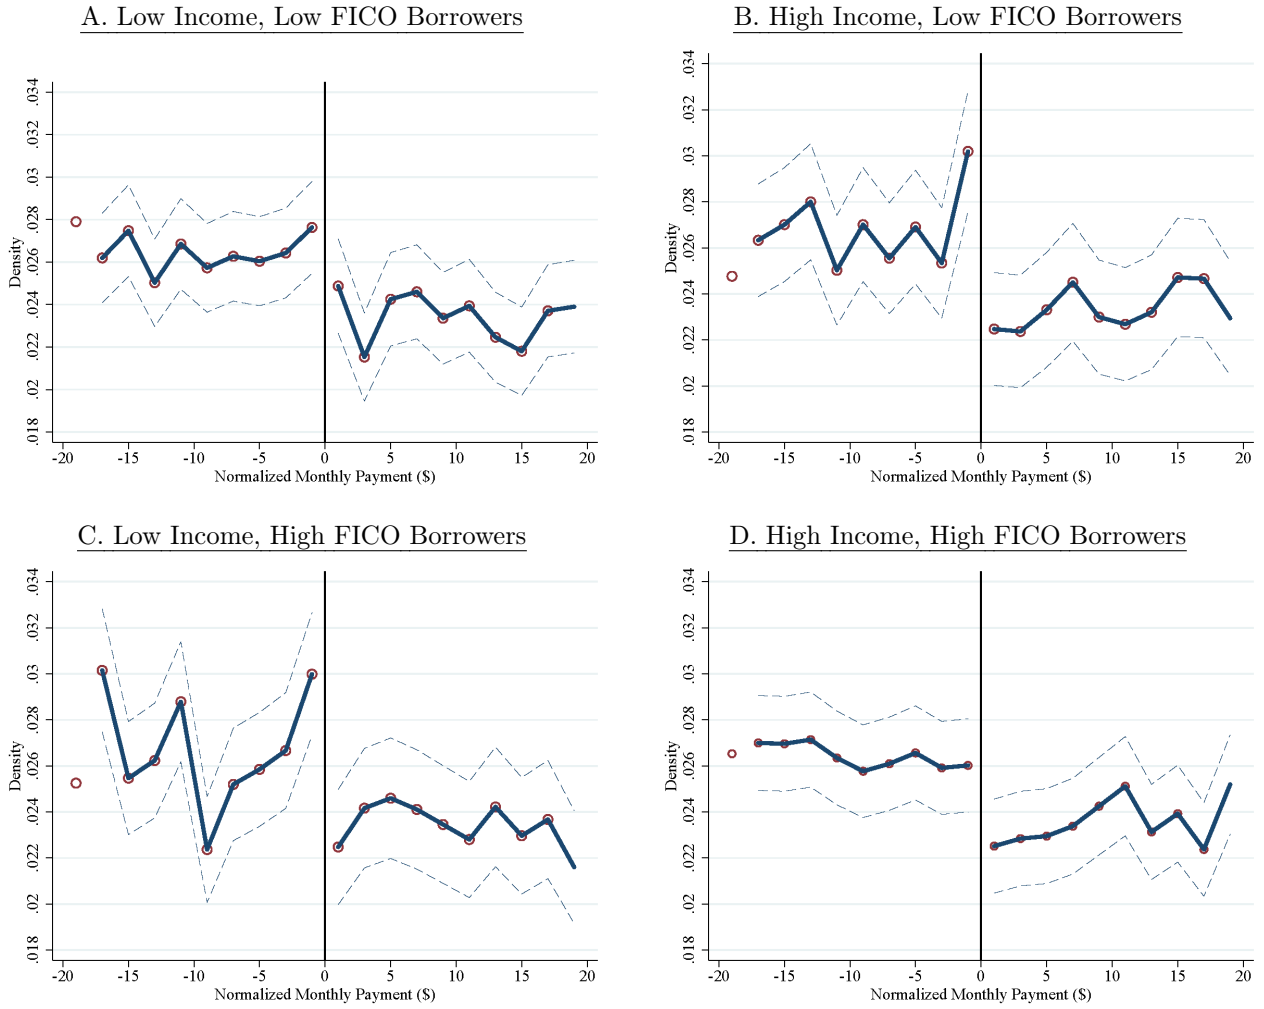 A. Low Income, Low FICO Borrowers
.034
.032
.03
.028
.026
.024
.022
.02
.018
Density
-20 -15 -10 -5 0 5 10 15 20
Normalized Monthly Payment ($)
B. High Income, Low FICO Borrowers
.034
.032
.03
.028
.026
.024
.022
.02
.018
Density
-20 -15 -10 -5 0 5 10 15 20
Normalized Monthly Payment ($)
C. Low Income, High FICO Borrowers
.034
.032
.03
.028
.026
.024
.022
.02
.018
Density
-20 -15 -10 -5 0 5 10 15 20
Normalized Monthly Payment ($)
D. High Income, High FICO Borrowers
.034
.032
.03
.028
.026
.024
.022
.02
.018
Density
-20 -15 -10 -5 0 5 10 15 20
Normalized Monthly Payment ($)